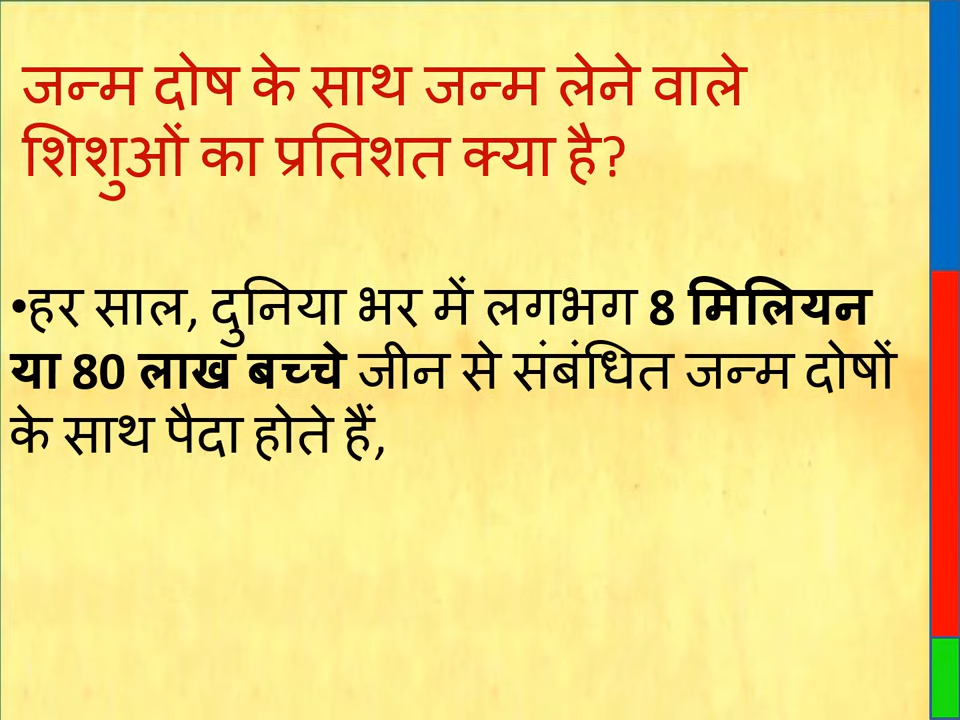 जन्म दोष के साथ जन्म लेने वाले
शिशुओं का प्रतिशत क्या है?
•हर साल, दुनिया भर में लगभग 8 मिलियन
या 80 लाख बच्चे जीन से संबंधित जन्म दोषों
के साथ पैदा होते हैं,